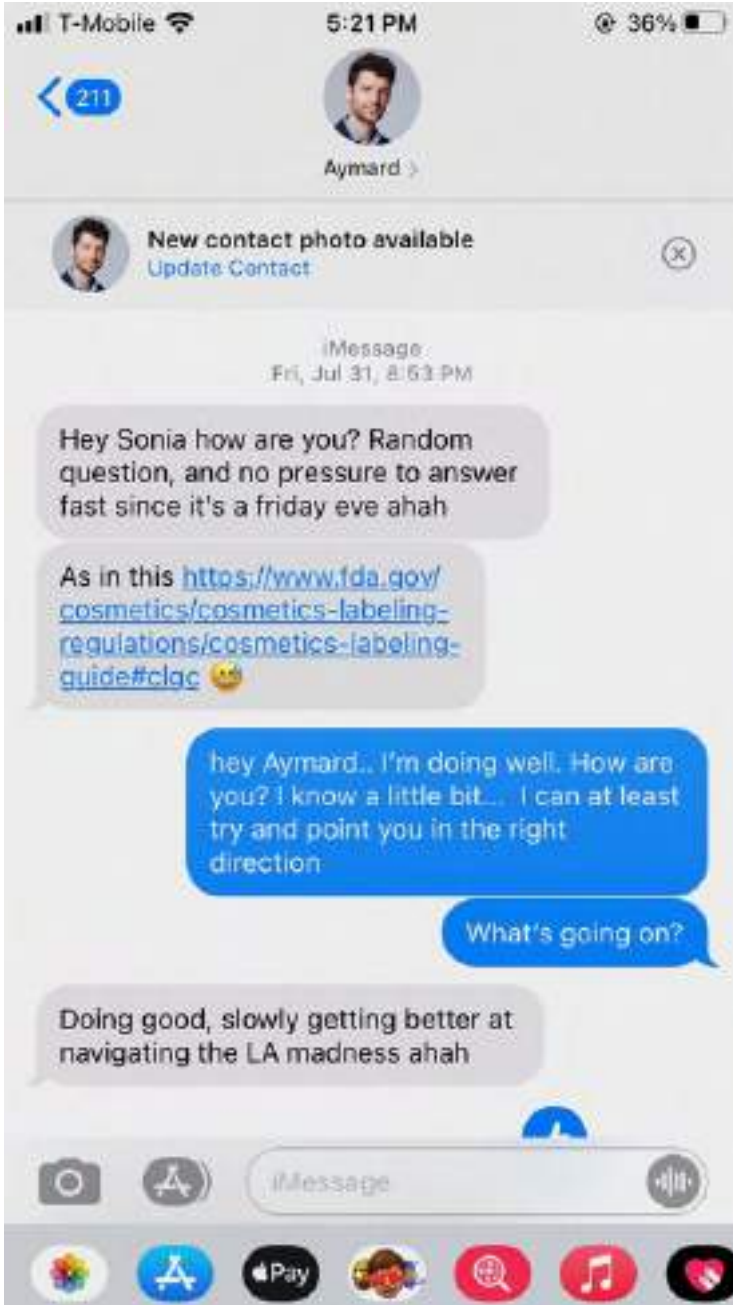 T-Mobile
5:21 PM
36%
211
Aymard
New contact photo available
Update Contact
iMessage
Fri, Jul 31, 8:53 PM
Hey Sonia how are you? Random
question, and no pressure to answer
fast since it's a friday eve ahah
As in this https://www.fda.gov/
cosmetics/cosmetics-labeling-
regulations/cosmetics-labeling-
guide#clgc
hey Aymard.. I'm doing well. How are
you? I know a little bit... I can at least
try and point you in the right
direction
What's going on?
Doing good, slowly getting better at
navigating the LA madness ahah
iMessage
Pay